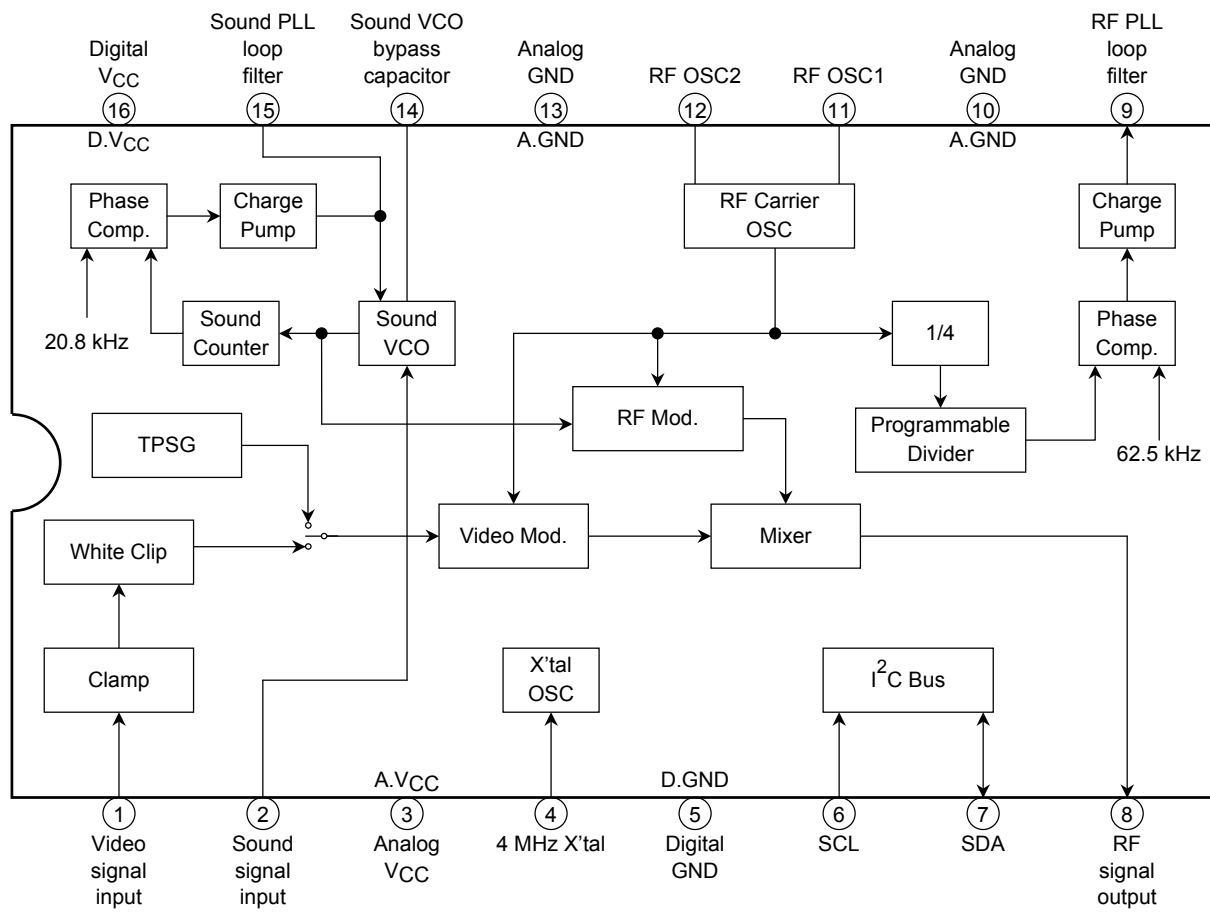 Digital
VCC
Sound PLL
loop
filter
Sound VCO
bypass
capacitor
Analog
GND
RF OSC2
RF OSC1
Analog
GND
RF PLL
loop
filter
16
15
14
13
12
11
10
9
D.VCC
A.GND
A.GND
Phase
Comp.
Charge
Pump
RF Carrier
OSC
Charge
Pump
20.8 kHz
Sound
Counter
Sound
VCO
1/4
Phase
Comp.
TPSG
RF Mod.
Programmable
Divider
62.5 kHz
White Clip
Video Mod.
Mixer
Clamp
X'tal
OSC
I2C Bus
A.VCC
D.GND
1
2
3
4
5
6
7
8
Video
signal
input
Sound
signal
input
Analog
VCC
4 MHz X'tal
Digital
GND
SCL
SDA
RF
signal
output